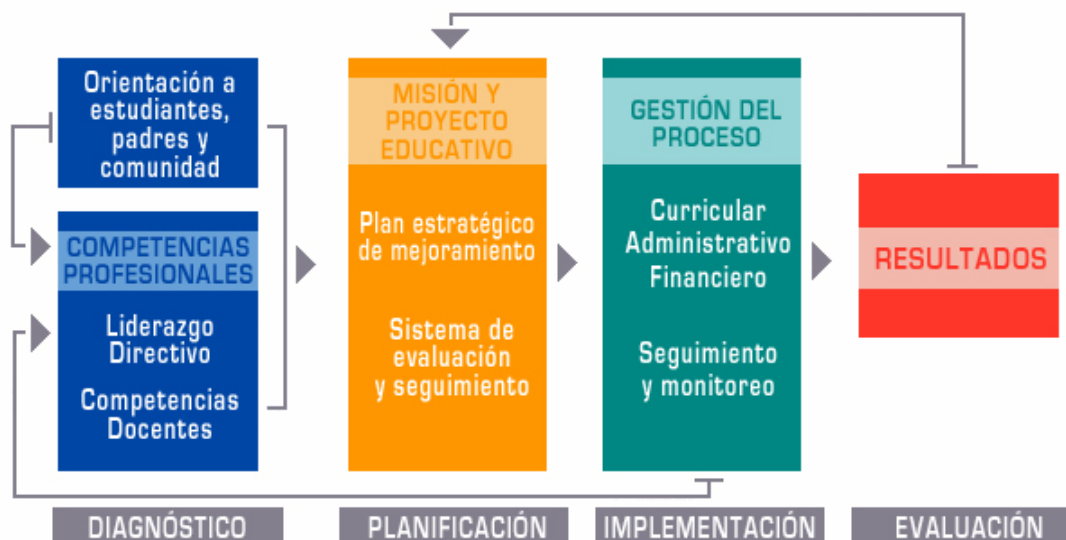 Orientación a
estudiantes,
padres y
comunidad
COMPETENCIAS
PROFESIONALES
Liderazgo
Directivo
Competencias
Docentes
MISIÓN Y
PROYECTO
EDUCATIVO
Plan estratégico
de mejoramiento
Sistema de
evaluación
y seguimiento
GESTIÓN DEL
PROCESO
Curricular
Administrativo
Financiero
Seguimiento
y monitoreo
RESULTADOS
DIAGNÓSTICO
PLANIFICACIÓN
IMPLEMENTACIÓN
EVALUACIÓN